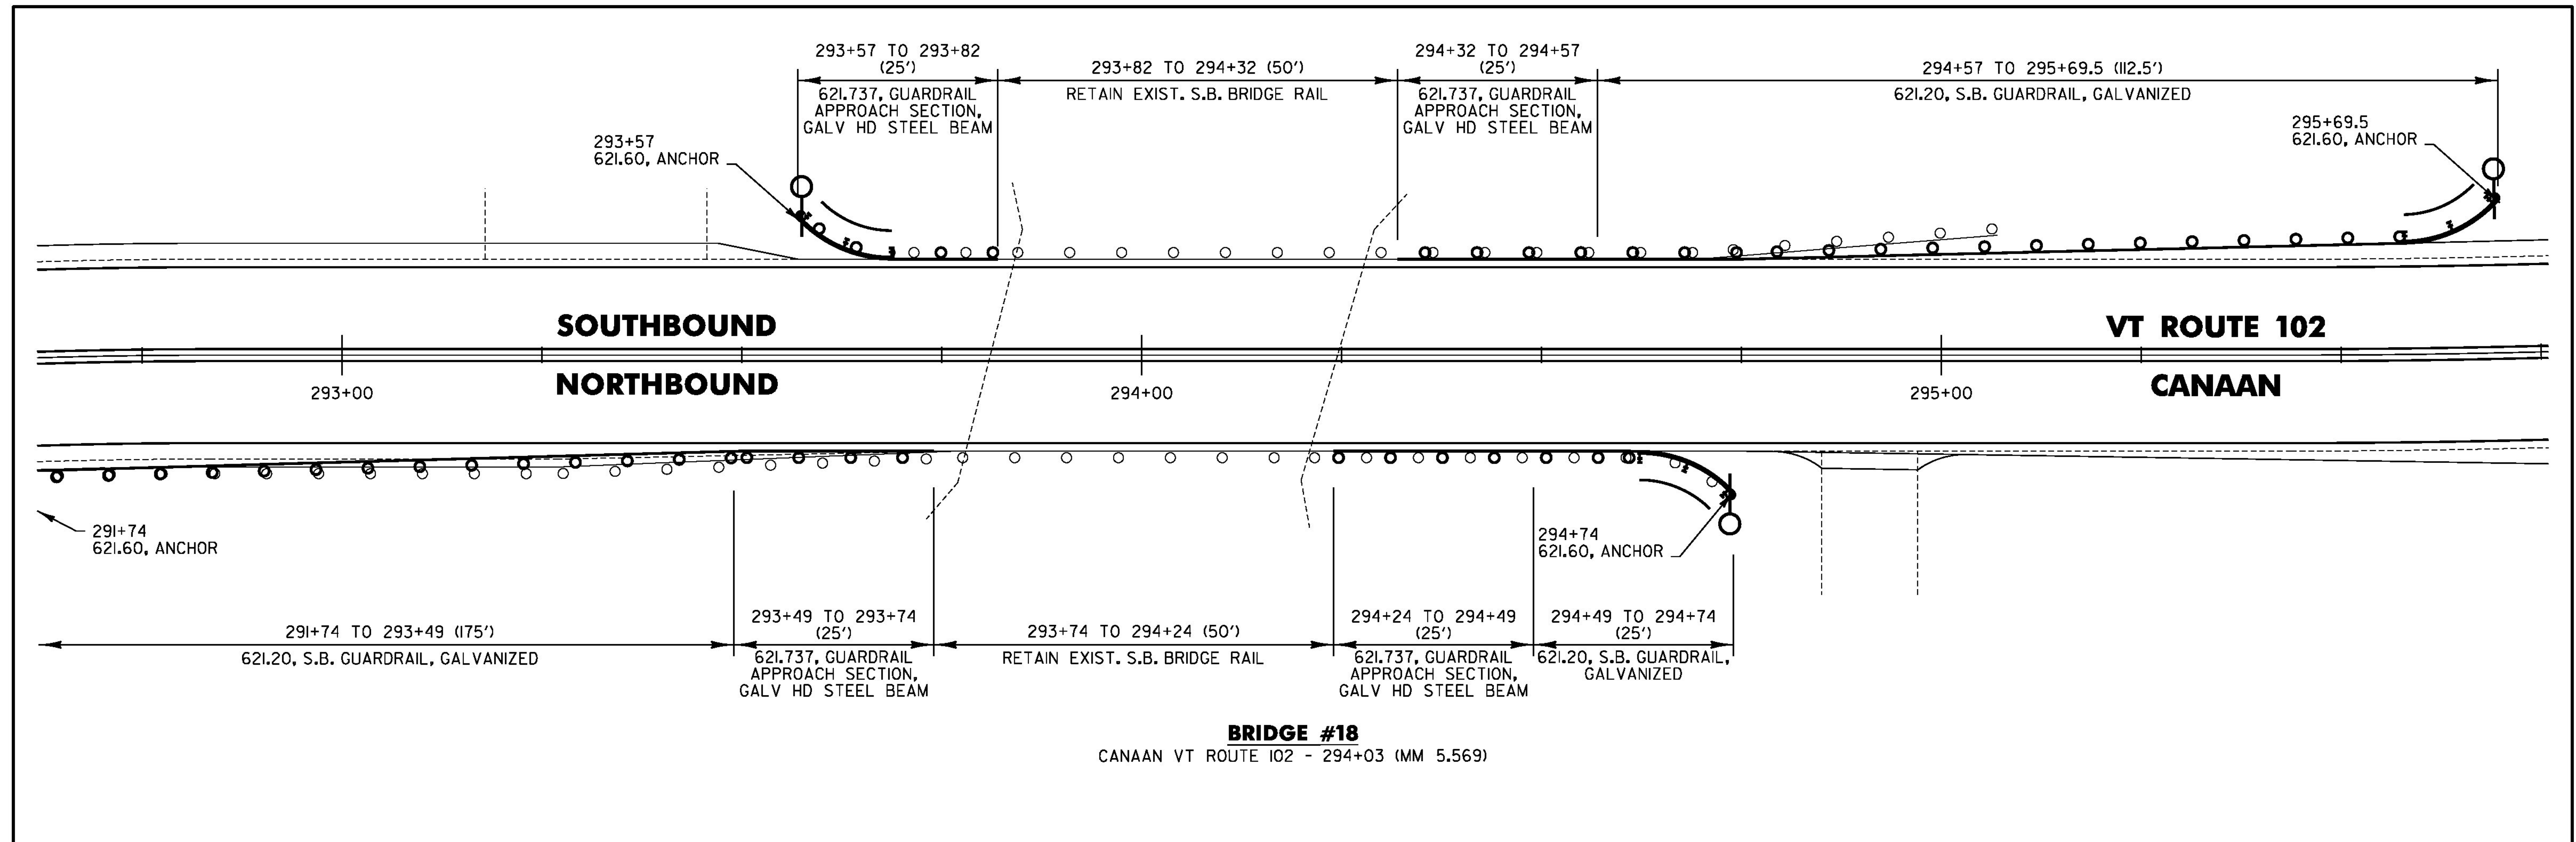 293+57 TO 293+82
(25')
621.737, GUARDRAIL
APPROACH SECTION,
GALV HD STEEL BEAM
293+82 TO 294+32 (50')
RETAIN EXIST. S.B. BRIDGE RAIL
294+32 TO 294+57
(25')
621.737, GUARDRAIL
APPROACH SECTION,
GALV HD STEEL BEAM
294+57 TO 295+69.5 (112.5')
621.20, S.B. GUARDRAIL, GALVANIZED
293+57
621.60, ANCHOR
295+69.5
621.60, ANCHOR
SOUTHBOUND
VT ROUTE 102
NORTHBOUND
CANAAN
293+00
294+00
295+00
291+74
621.60, ANCHOR
294+74
621.60, ANCHOR
291+74 TO 293+49 (175')
621.20, S.B. GUARDRAIL, GALVANIZED
293+49 TO 293+74
(25')
621.737, GUARDRAIL
APPROACH SECTION,
GALV HD STEEL BEAM
293+74 TO 294+24 (50')
RETAIN EXIST. S.B. BRIDGE RAIL
294+24 TO 294+49
(25')
621.737, GUARDRAIL
APPROACH SECTION,
GALV HD STEEL BEAM
294+49 TO 294+74
(25')
621.20, S.B. GUARDRAIL,
GALVANIZED
BRIDGE #18
CANAAN VT ROUTE 102 - 294+03 (MM 5.569)